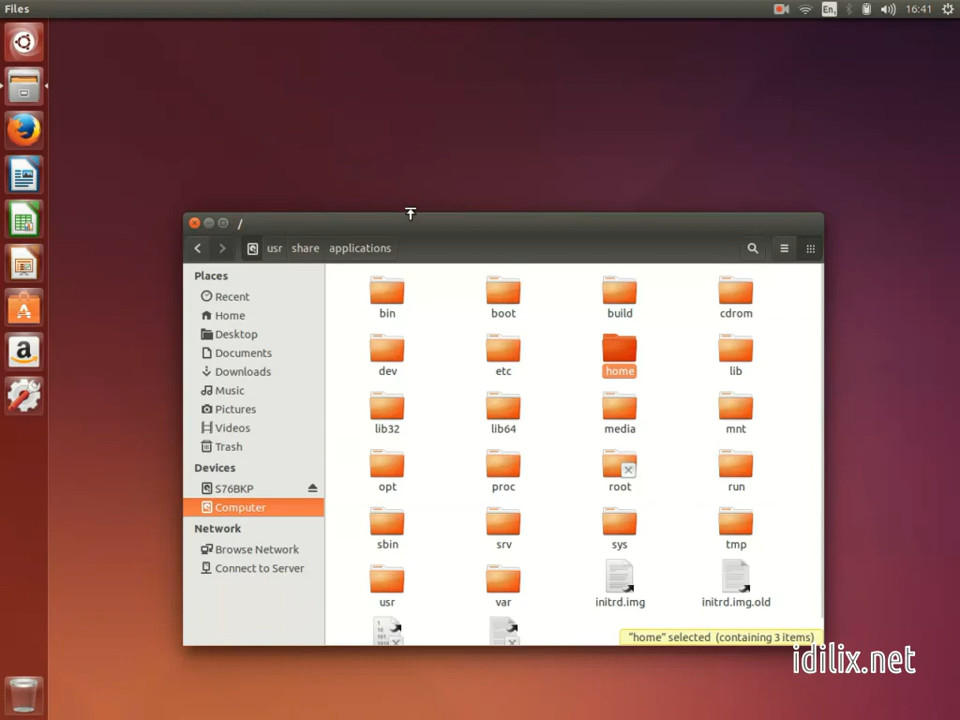 Files
En
16:41
/
usr share applications
Places
Recent
Home
Desktop
Documents
Downloads
Music
Pictures
Videos
Trash
Devices
S76BKP
Computer
Network
Browse Network
Connect to Server
bin boot build cdrom
dev etc home lib
lib32 lib64 media mnt
opt proc root run
sbin srv sys tmp
usr var initrd.img initrd.img.old
"home" selected (containing 3 items)
idilix.net